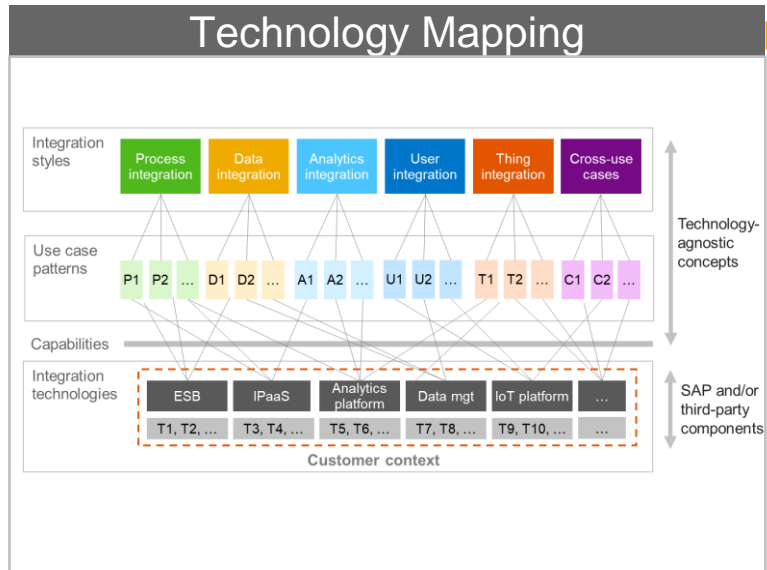 Technology Mapping
Integration
styles
Process
integration
Data
integration
Analytics
integration
User
integration
Thing
integration
Cross-use
cases
Technology-
agnostic
concepts
Use case
patterns
P1 P2 ... D1 D2 ... A1 A2 ... U1 U2 ... T1 T2 ... C1 C2 ...
Capabilities
Integration
technologies
ESB
IPaaS
Analytics
platform
Data mgt
IoT platform
...
T1, T2, ...
T3, T4, ...
T5, T6, ...
T7, T8, ...
T9, T10, ...
...
Customer context
SAP and/or
third-party
components